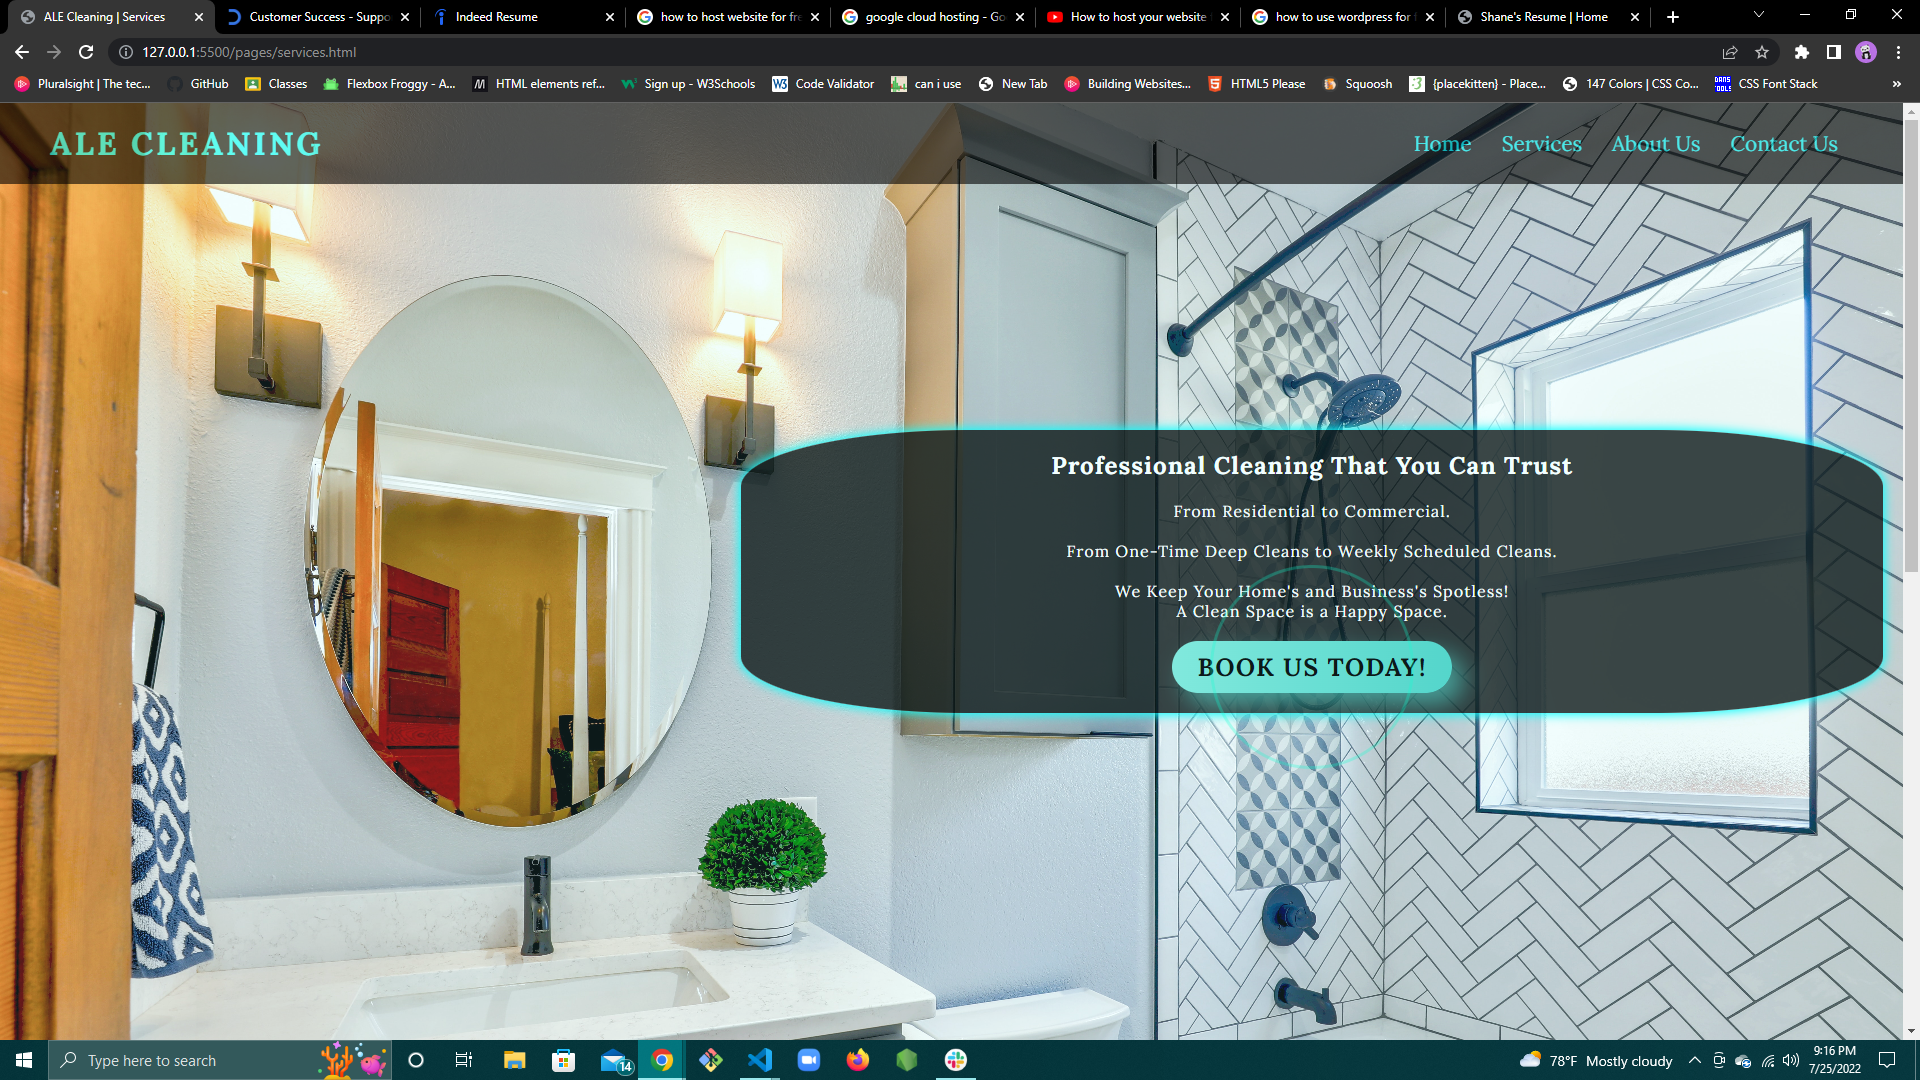 ALE Cleaning | Services
Customer Success - Suppo
Indeed Resume
how to host website for fre
google cloud hosting - Go
How to host your website
how to use wordpress for
Shane's Resume | Home
127.0.0.1:5500/pages/services.html
Pluralsight | The tec...
GitHub
Classes
Flexbox Froggy - A...
HTML elements ref...
Sign up - W3Schools
Code Validator
can i use
New Tab
Building Websites...
HTML5 Please
Squoosh
{placekitten} - Place...
147 Colors | CSS Co...
CSS Font Stack
»
ALE CLEANING
Home
Services
About Us
Contact Us
Professional Cleaning That You Can Trust
From Residential to Commercial.
From One-Time Deep Cleans to Weekly Scheduled Cleans.
We Keep Your Home's and Business's Spotless!
A Clean Space is a Happy Space.
BOOK US TODAY!
Type here to search
14
78°F Mostly cloudy
9:16 PM
7/25/2022